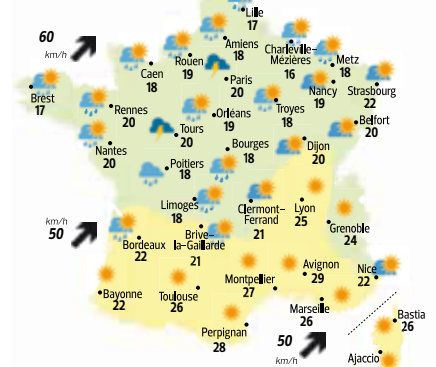 Lille
17
60
km/h
Amiens
18
Rouen
19
Charleville-
Mézières
16
Metz
18
Caen
18
Paris
20
Nancy
19
Strasbourg
22
Brest
17
Rennes
20
Orléans
19
Troyes
18
Belfort
20
Tours
20
Nantes
20
Bourges
18
Dijon
20
Poitiers
18
Limoges
18
Clermont-
Ferrand
21
Lyon
25
km/h
50
Grenoble
24
Bordeaux
22
Brive-
la-Gaillarde
21
Avignon
29
Nice
22
Montpellier
27
Bayonne
22
Toulouse
26
Marseille
26
Bastia
26
Perpignan
28
50
km/h
Ajaccio